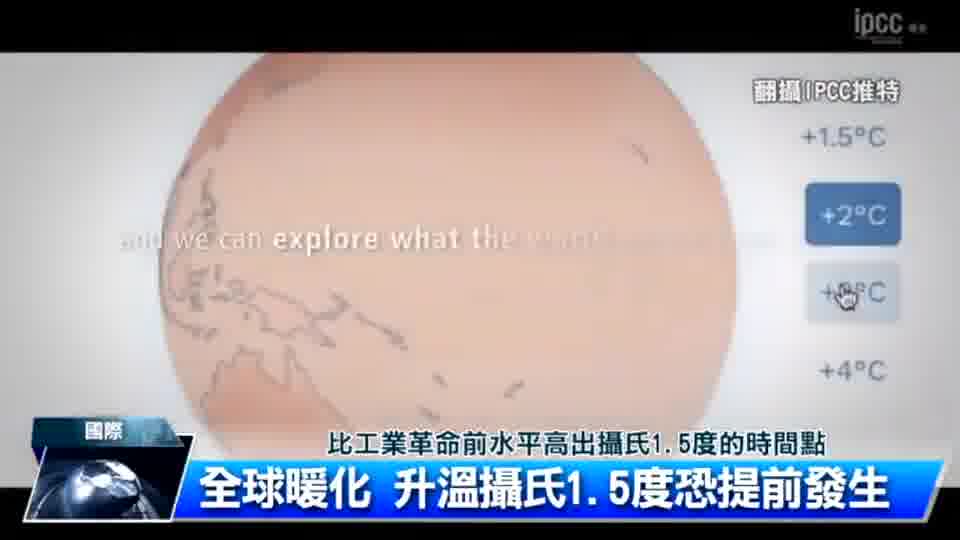 ipcc
翻攝IPCC推特
+1.5°C
+2°C
and we can explore what the
+4°C
國際
比工業革命前水平高出攝氏1.5度的時間點
全球暖化 升溫攝氏1.5度恐提前發生